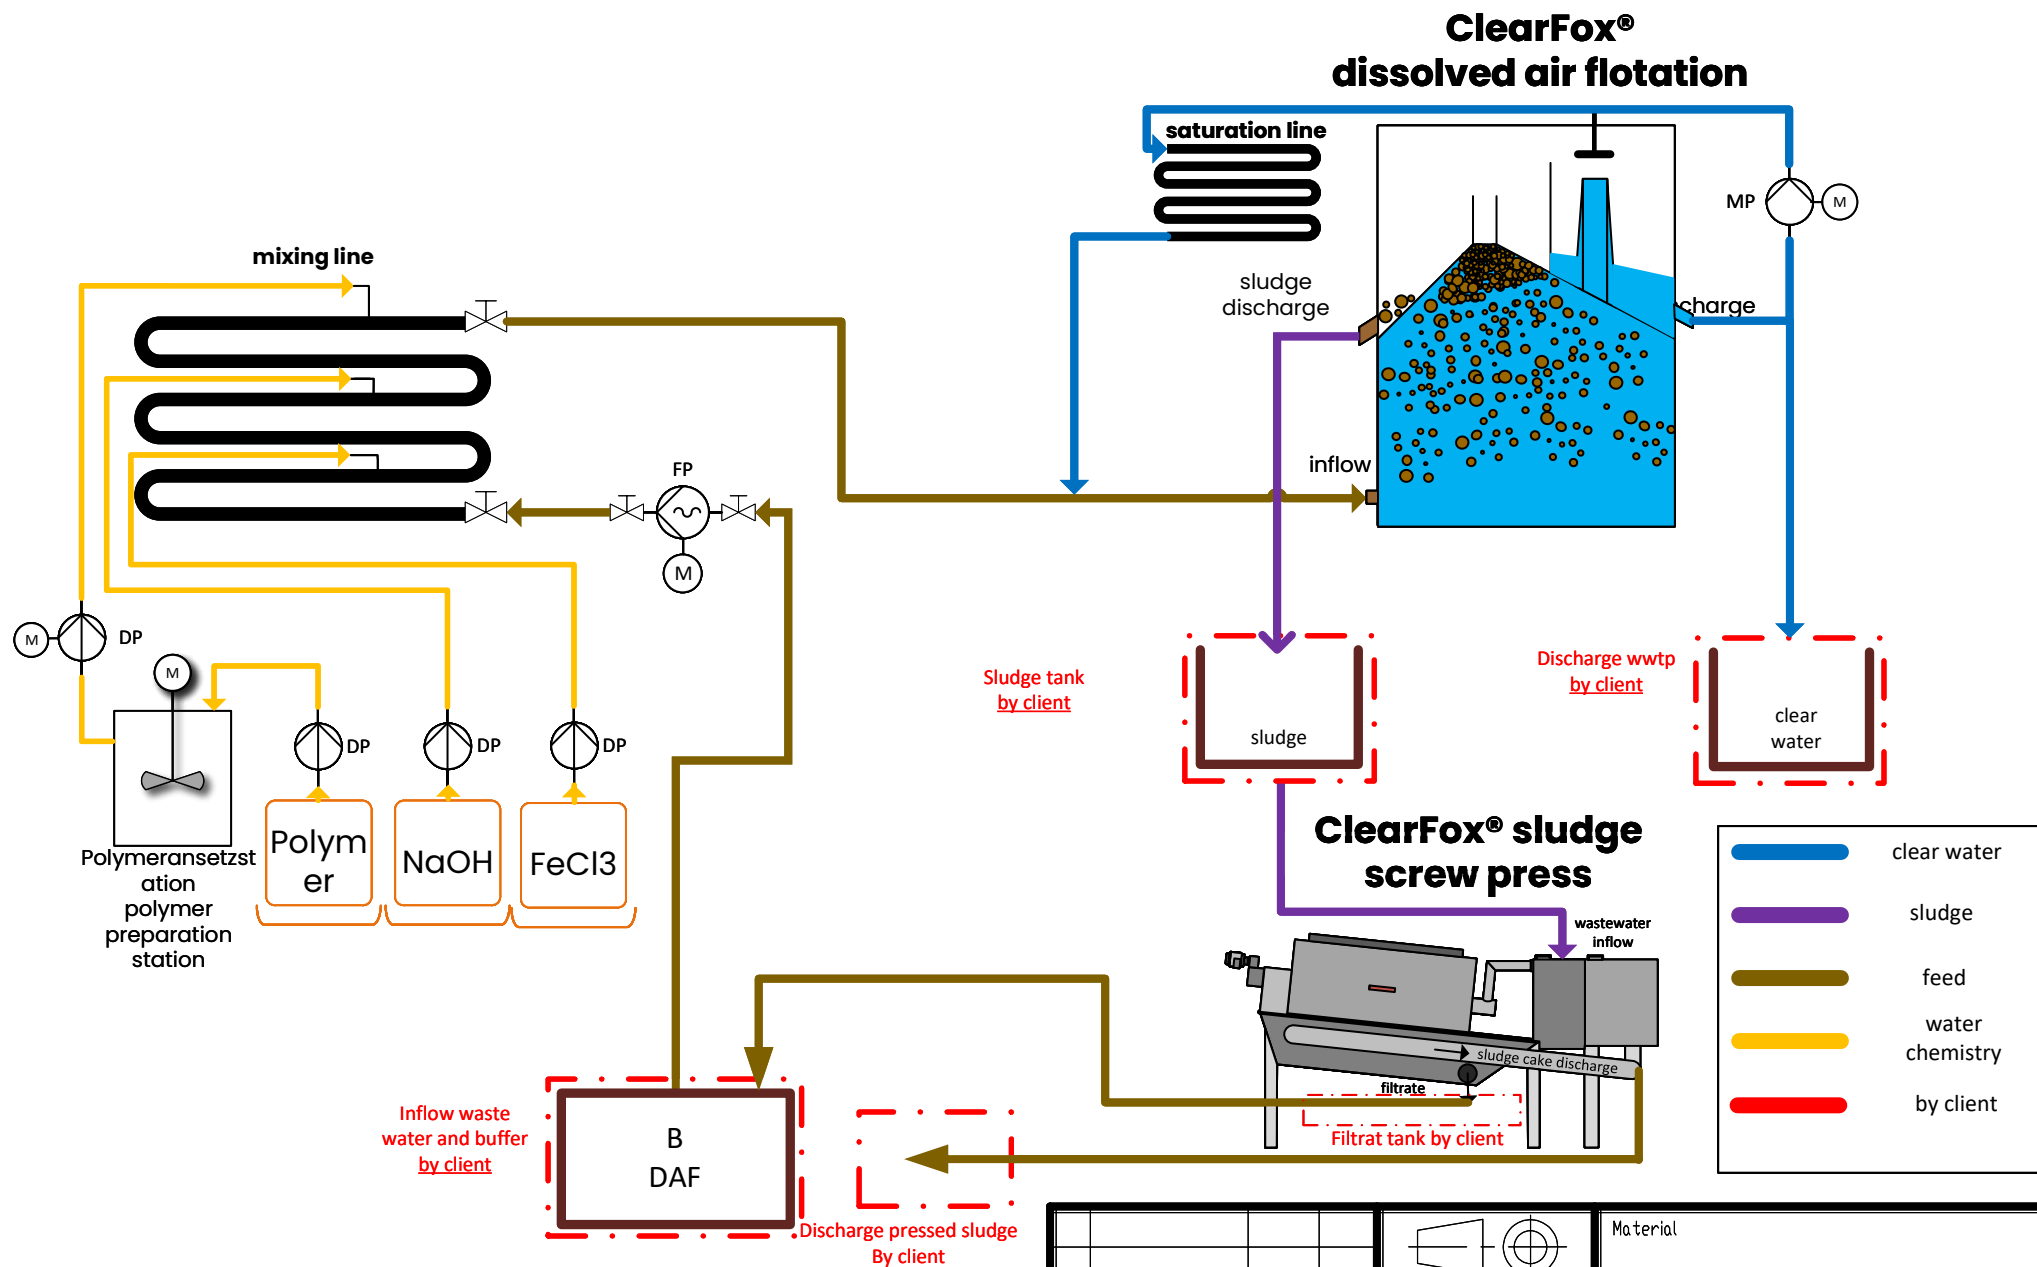 ClearFox®
dissolved air flotation
saturation line
MP
M
mixing line
sludge
discharge
charge
inflow
FP
M
M
DP
M
DP
DP
DP
Polym
er
NaOH
FeCl3
Polymeransetzst
ation
polymer
preparation
station
Sludge tank
by client
sludge
Discharge wwtp
by client
clear
water
ClearFox® sludge
screw press
wastewater
inflow
sludge cake discharge
filtrate
Filtrat tank by client
clear water
sludge
feed
water
chemistry
by client
Inflow waste
water and buffer
by client
B
DAF
Discharge pressed sludge
By client
Material